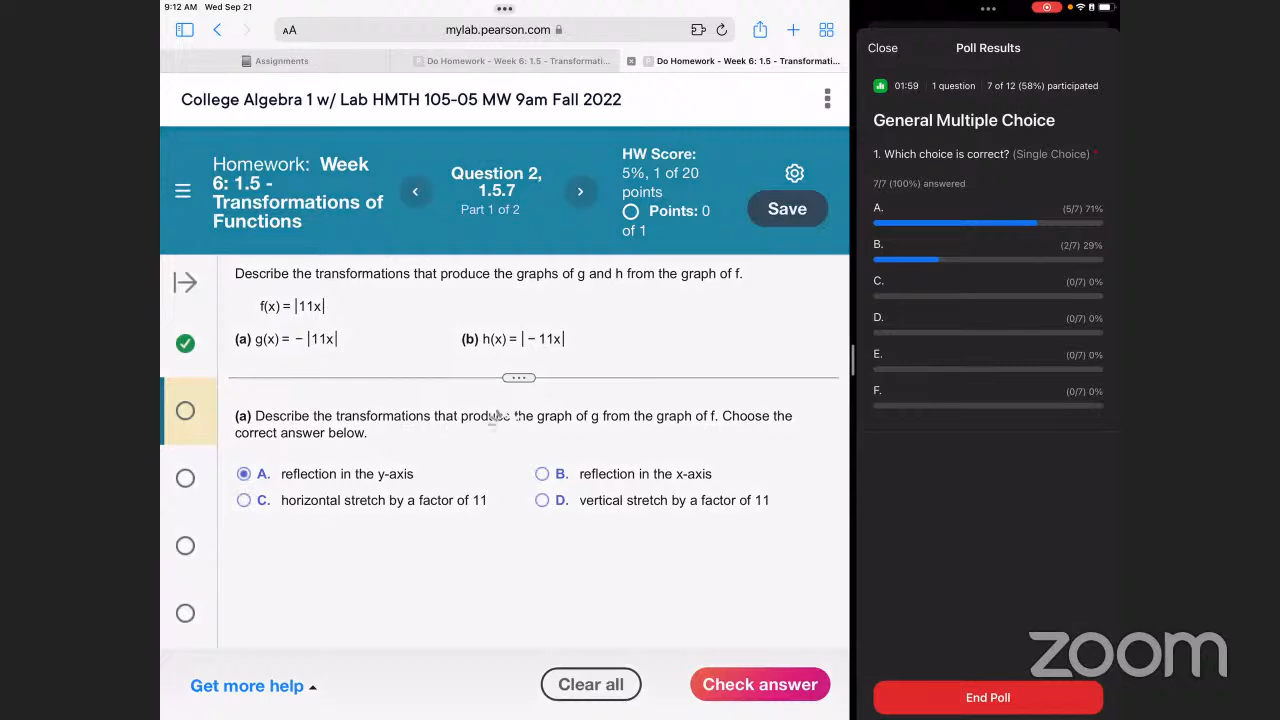 9:12 AM Wed Sep 21
AA
mylab.pearson.com
Assignments
Do Homework - Week 6: 1.5 - Transformati...
Do Homework - Week 6: 1.5 - Transformati...
College Algebra 1 w/ Lab HMTH 105-05 MW 9am Fall 2022
Homework: Week
6: 1.5 -
Transformations of
Functions
Question 2,
1.5.7
Part 1 of 2
HW Score:
5%, 1 of 20
points
Points: 0
of 1
Save
Describe the transformations that produce the graphs of g and h from the graph of f.
f(x) = |11x|
(a) g(x) = − |11x|
(b) h(x) = | − 11x|
(a) Describe the transformations that produce the graph of g from the graph of f. Choose the
correct answer below.
A. reflection in the y-axis
B. reflection in the x-axis
C. horizontal stretch by a factor of 11
D. vertical stretch by a factor of 11
Get more help
Clear all
Check answer
Close
Poll Results
01:59 1 question 7 of 12 (58%) participated
General Multiple Choice
1. Which choice is correct? (Single Choice) *
7/7 (100%) answered
A. (5/7) 71%
B. (2/7) 29%
C. (0/7) 0%
D. (0/7) 0%
E. (0/7) 0%
F. (0/7) 0%
End Poll
zoom